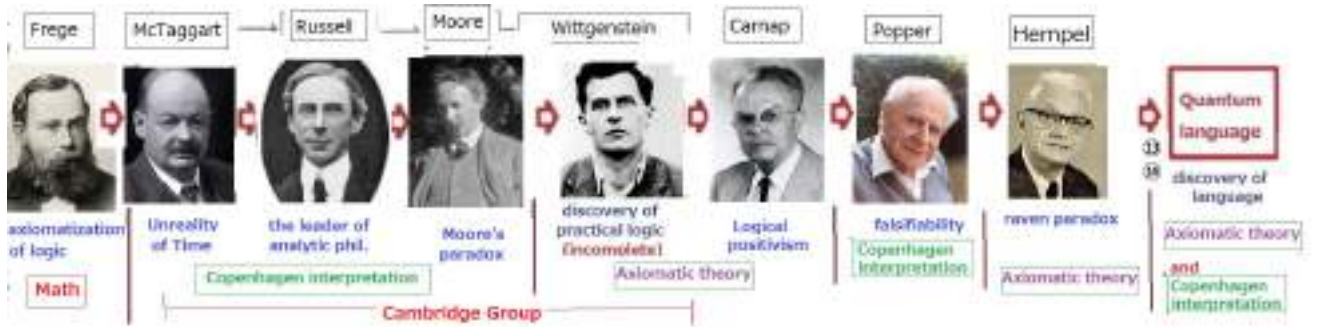 Frege
McTaggart
Russell
Moore
Wittgenstein
Carnap
Popper
Hempel
Quantum
language
13
16
axiomatization
of logic
Unreality
of Time
the leader of
analytic phil.
Moore's
paradox
discovery of
practical logic
(incomolete)
Logical
positivism
falsifiability
raven paradox
discovery of
language
Math
Copenhagen interpretation
Axiomatic theory
Copenhagen
Interpretation
Axiomatic theory
Axiomatic theory
and
Copenhagen
interpretation
Cambridge Group